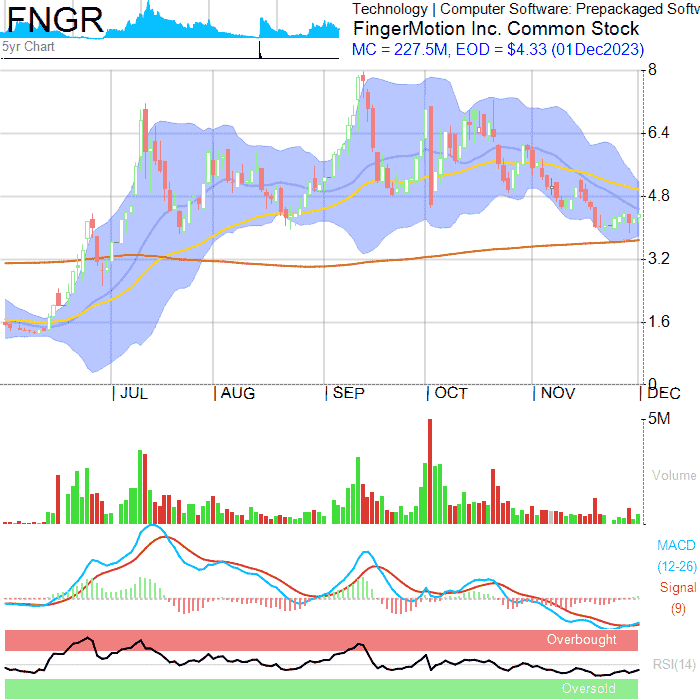 FNGR
Technology | Computer Software: Prepackaged Softw
FingerMotion Inc. Common Stock
5yr Chart
MC = 227.5M, EOD = $4.33 (01Dec2023)
8
6.4
4.8
3.2
1.6
0
| JUL | AUG | SEP | OCT | NOV | DEC
5M
Volume
MACD
(12-26)
Signal
(9)
Overbought
RSI(14)
Oversold